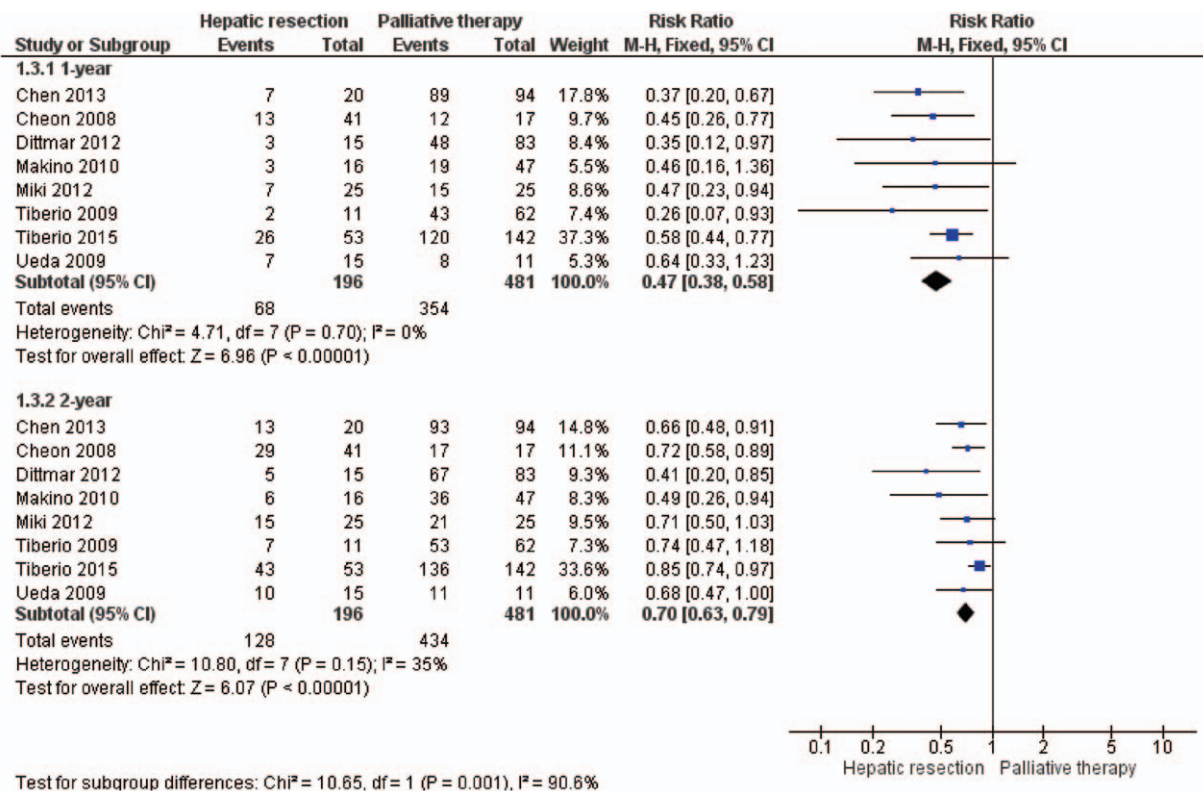 Hepatic resection Palliative therapy Risk Ratio Risk Ratio
Study or Subgroup Events Total Events Total Weight M-H, Fixed, 95% CI M-H, Fixed, 95% CI
1.3.1 1-year
Chen 2013 7 20 89 94 17.8% 0.37 [0.20, 0.67]
Cheon 2008 13 41 12 17 9.7% 0.45 [0.26, 0.77]
Dittmar 2012 3 15 48 83 8.4% 0.35 [0.12, 0.97]
Makino 2010 3 16 19 47 5.5% 0.46 [0.16, 1.36]
Miki 2012 7 25 15 25 8.6% 0.47 [0.23, 0.94]
Tiberio 2009 2 11 43 62 7.4% 0.26 [0.07, 0.93]
Tiberio 2015 26 53 120 142 37.3% 0.58 [0.44, 0.77]
Ueda 2009 7 15 8 11 5.3% 0.64 [0.33, 1.23]
Subtotal (95% CI) 196 481 100.0% 0.47 [0.38, 0.58]
Total events 68 354
Heterogeneity: Chi² = 4.71, df = 7 (P = 0.70); I² = 0%
Test for overall effect: Z = 6.96 (P < 0.00001)
1.3.2 2-year
Chen 2013 13 20 93 94 14.8% 0.66 [0.48, 0.91]
Cheon 2008 29 41 17 17 11.1% 0.72 [0.58, 0.89]
Dittmar 2012 5 15 67 83 9.3% 0.41 [0.20, 0.85]
Makino 2010 6 16 36 47 8.3% 0.49 [0.26, 0.94]
Miki 2012 15 25 21 25 9.5% 0.71 [0.50, 1.03]
Tiberio 2009 7 11 53 62 7.3% 0.74 [0.47, 1.18]
Tiberio 2015 43 53 136 142 33.6% 0.85 [0.74, 0.97]
Ueda 2009 10 15 11 11 6.0% 0.68 [0.47, 1.00]
Subtotal (95% CI) 196 481 100.0% 0.70 [0.63, 0.79]
Total events 128 434
Heterogeneity: Chi² = 10.80, df = 7 (P = 0.15); I² = 35%
Test for overall effect: Z = 6.07 (P < 0.00001)
0.1 0.2 0.5 1 2 5 10
Hepatic resection Palliative therapy
Test for subgroup differences: Chi² = 10.65, df = 1 (P = 0.001), I² = 90.6%